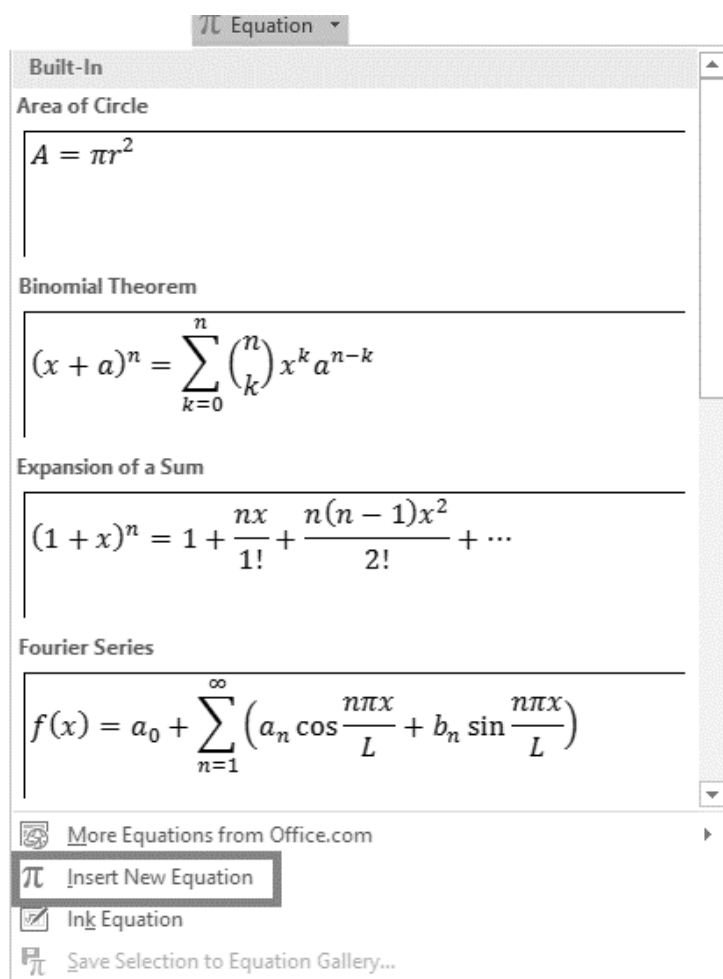 π Equation
Built-In
Area of Circle
A = πr²
Binomial Theorem
(x + a)ⁿ = ∑ₖ₌₀ⁿ (n k) xᵏaⁿ⁻ᵏ
Expansion of a Sum
(1 + x)ⁿ = 1 + nx/1! + n(n − 1)x²/2! + ⋯
Fourier Series
f(x) = a₀ + ∑ₙ₌₁^∞ (aₙ cos nπx/L + bₙ sin nπx/L)
More Equations from Office.com
π Insert New Equation
Ink Equation
π Save Selection to Equation Gallery...